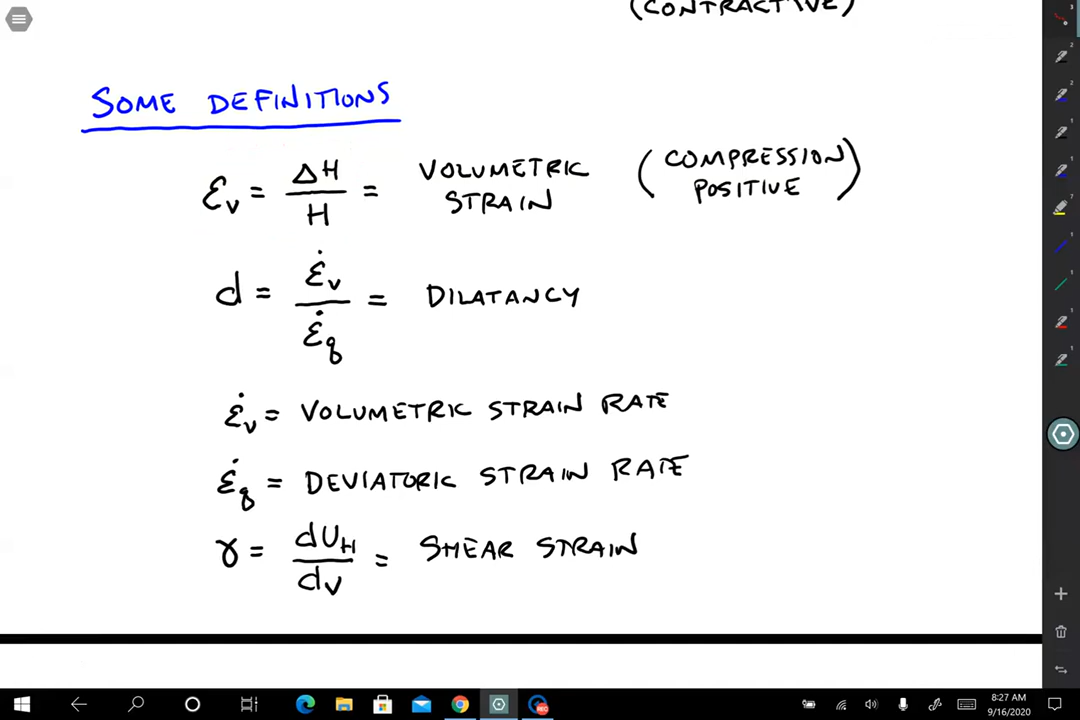 (CONTRACTIVE)
SOME DEFINITIONS
εᵥ = ΔH/H = VOLUMETRIC STRAIN (COMPRESSION POSITIVE)
d = ε̇ᵥ/ε̇q = DILATANCY
ε̇ᵥ = VOLUMETRIC STRAIN RATE
ε̇q = DEVIATORIC STRAIN RATE
γ = dU_H/dv = SHEAR STRAIN
8:27 AM
9/16/2020